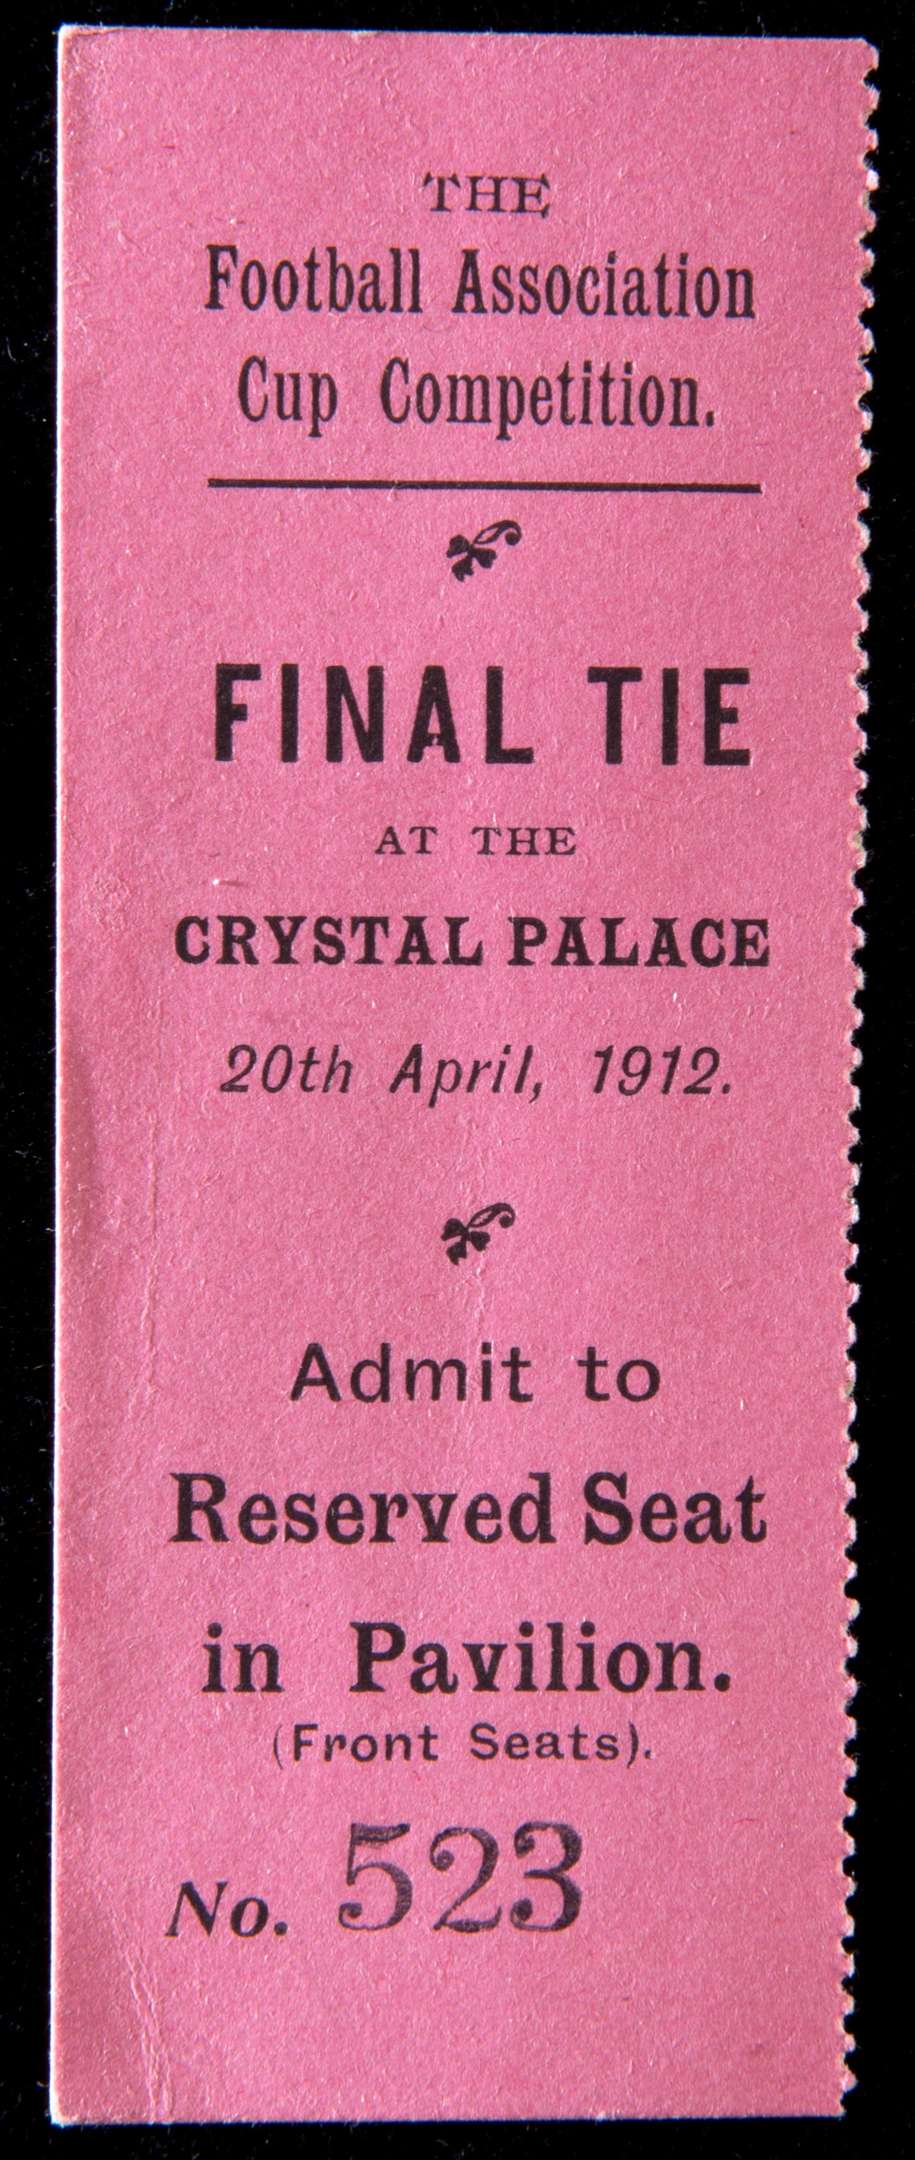 THE
Football Association
Cup Competition.
FINAL TIE
AT THE
CRYSTAL PALACE
20th April, 1912.
Admit to
Reserved Seat
in Pavilion.
(Front Seats).
No. 523